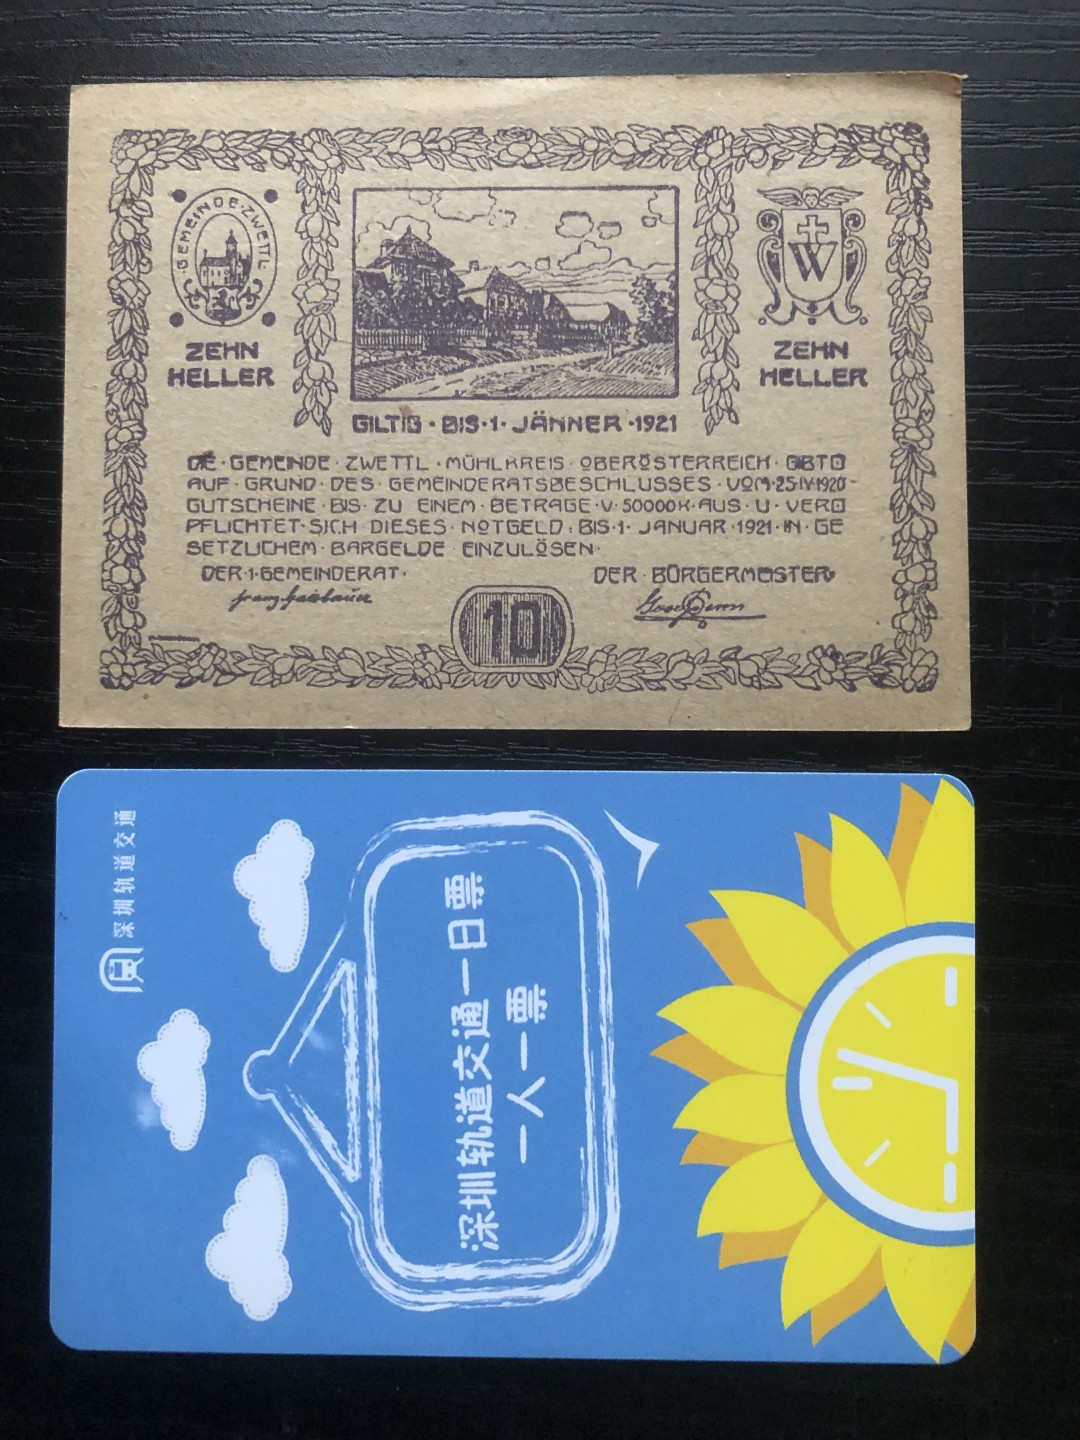 GEMEINDE·ZWETTL
ZEHN
HELLER
W
ZEHN
HELLER
GILTIG·BIS·1·JÄNNER·1921
DIE·GEMEINDE·ZWETTL·MÜHLKREIS·OBERÖSTERREICH·GIBT
AUF·GRUND·DES·GEMEINDERATSBESCHLUSSES·VOM·25·IV·1920
GUTSCHEINE·BIS·ZU·EINEM·BETRAGE·V·50000K·AUS·U·VER
PFLICHTET·SICH DIESES·NOTGELD·BIS·1·JANUAR·1921·IN·GE
SETZLICHEM·BARGELDE EINZULÖSEN·
DER·1·GEMEINDERAT·
DER·BÜRGERMEISTER
10
深圳轨道交通
深圳轨道交通一日票
一人一票